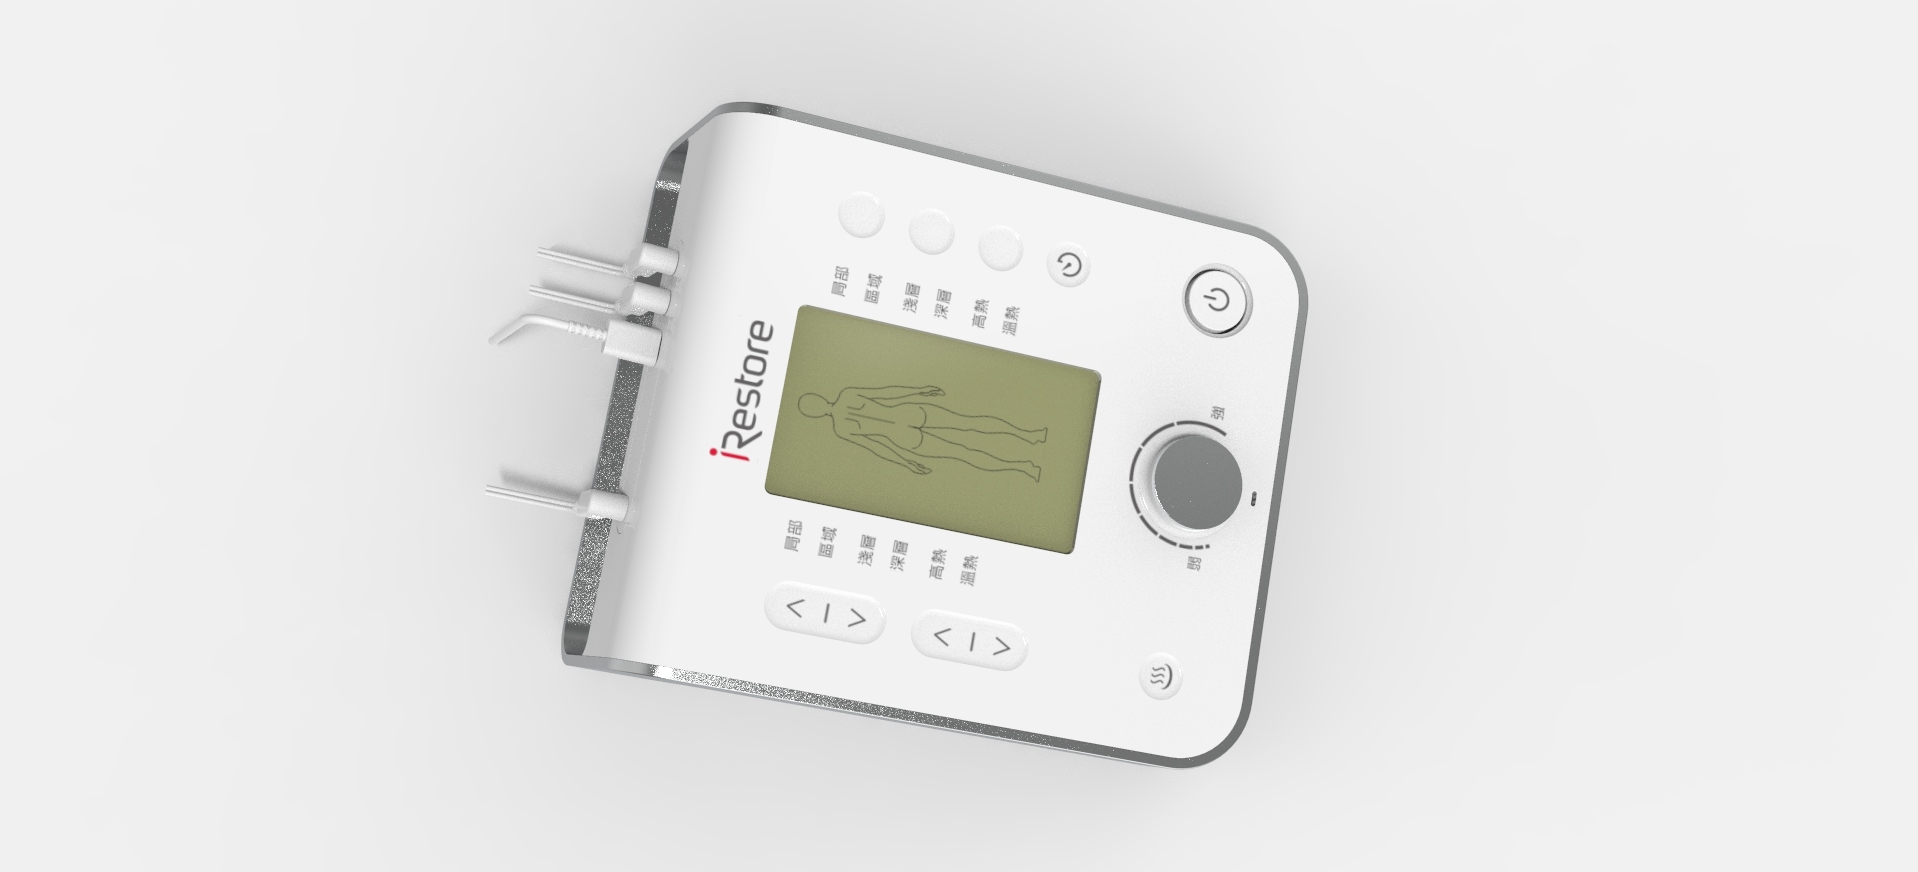 iRestore
局部
區域
淺層
深層
高熱
溫熱
局部
區域
淺層
深層
高熱
溫熱
強
弱